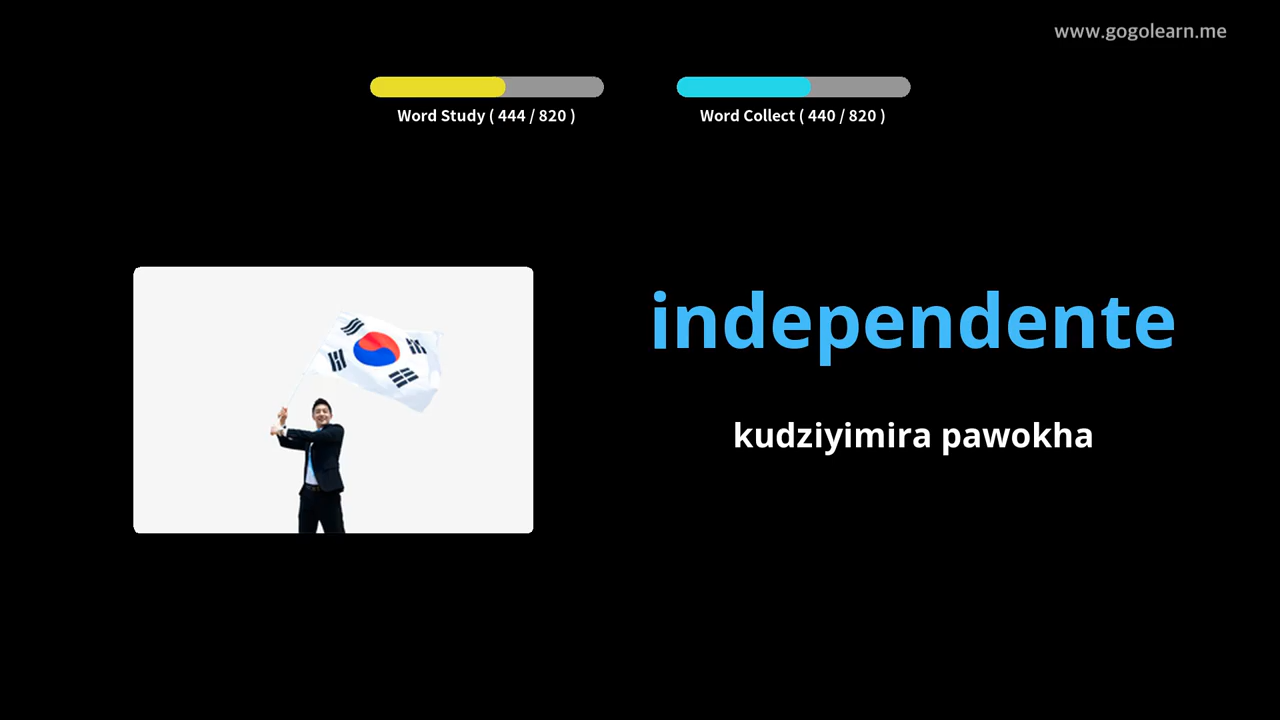 www.gogolearn.me
Word Study ( 444 / 820 )
Word Collect ( 440 / 820 )
independente
kudziyimira pawokha